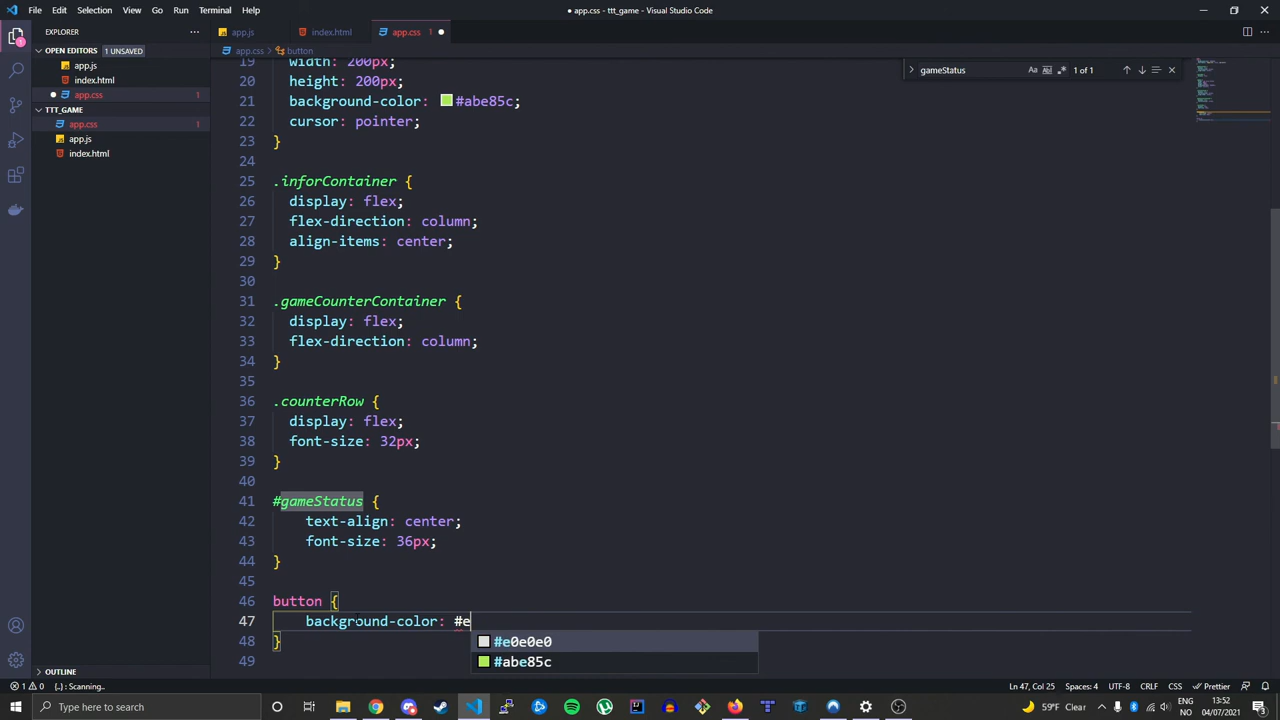 File Edit Selection View Go Run Terminal Help
● app.css - ttt_game - Visual Studio Code
EXPLORER
OPEN EDITORS 1 UNSAVED
app.js
index.html
app.css 1
TTT_GAME
app.css 1
app.js
index.html
OUTLINE
app.js index.html app.css 1
app.css > button
gameStatus Aa ab 1 of 1
19 width: 200px;
20 height: 200px;
21 background-color: #abe85c;
22 cursor: pointer;
23 }
24
25 .inforContainer {
26 display: flex;
27 flex-direction: column;
28 align-items: center;
29 }
30
31 .gameCounterContainer {
32 display: flex;
33 flex-direction: column;
34 }
35
36 .counterRow {
37 display: flex;
38 font-size: 32px;
39 }
40
41 #gameStatus {
42 text-align: center;
43 font-size: 36px;
44 }
45
46 button {
47 background-color: #e
#e0e0e0
48 }
#abe85c
49
1 0 {..}: Scanning.. Ln 47, Col 25 Spaces: 4 UTF-8 CRLF CSS Prettier
Type here to search
59°F Clear
ENG
NO
13:52
04/07/2021